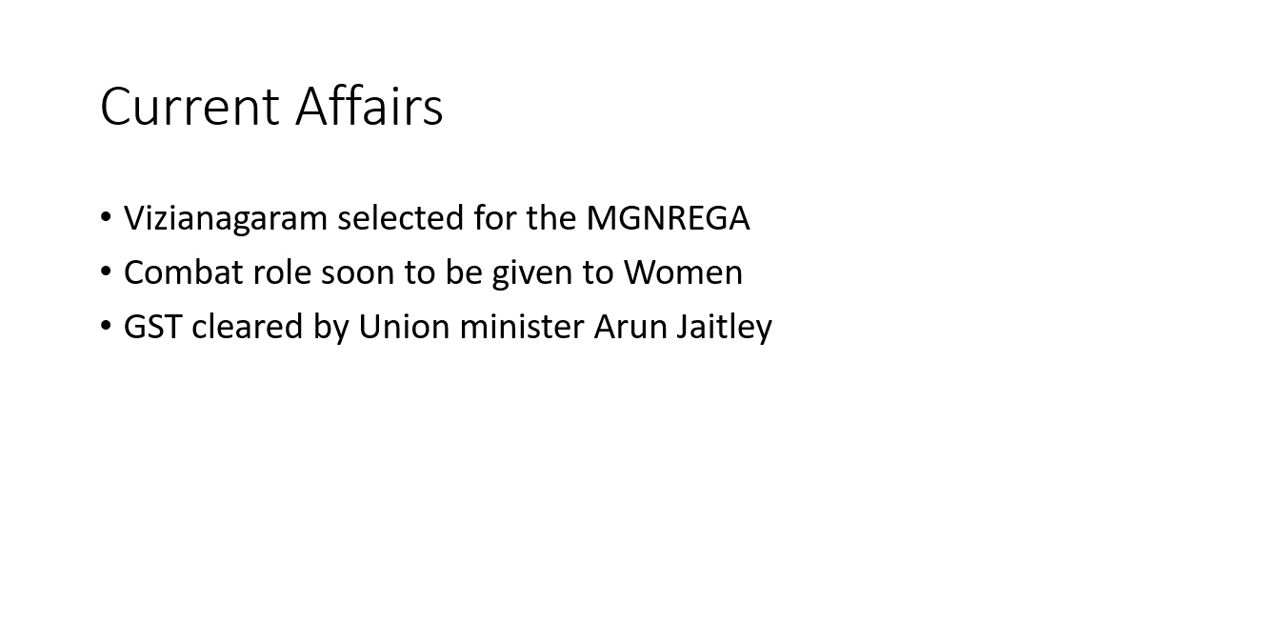 Current Affairs
• Vizianagaram selected for the MGNREGA
• Combat role soon to be given to Women
• GST cleared by Union minister Arun Jaitley